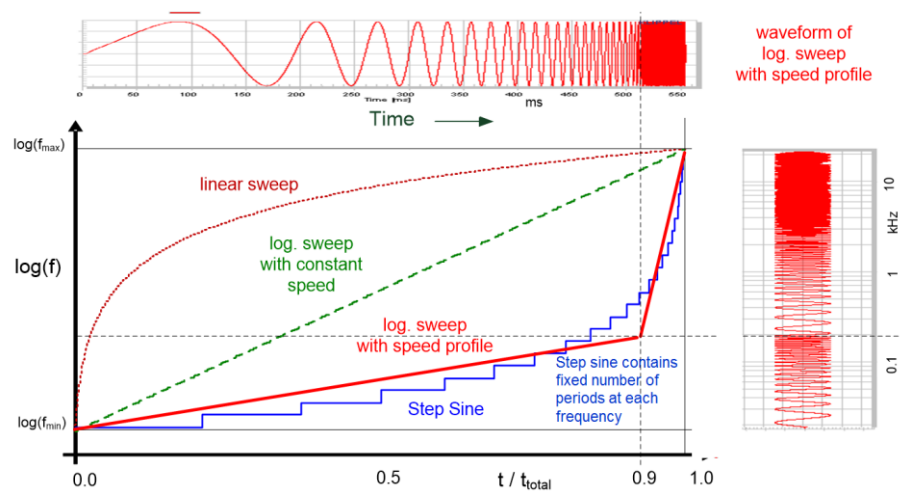 waveform of
log. sweep
with speed profile
0 50 100 150 200 250 300 350 400 450 500 550
Time [ms]
ms
Time
log(fmax)
linear sweep
log. sweep
with constant
speed
log(f)
log. sweep
with speed profile
Step sine contains
fixed number of
periods at each
frequency
Step Sine
log(fmin)
0.0 0.5 t / ttotal 0.9 1.0
10
kHz
1
0.1